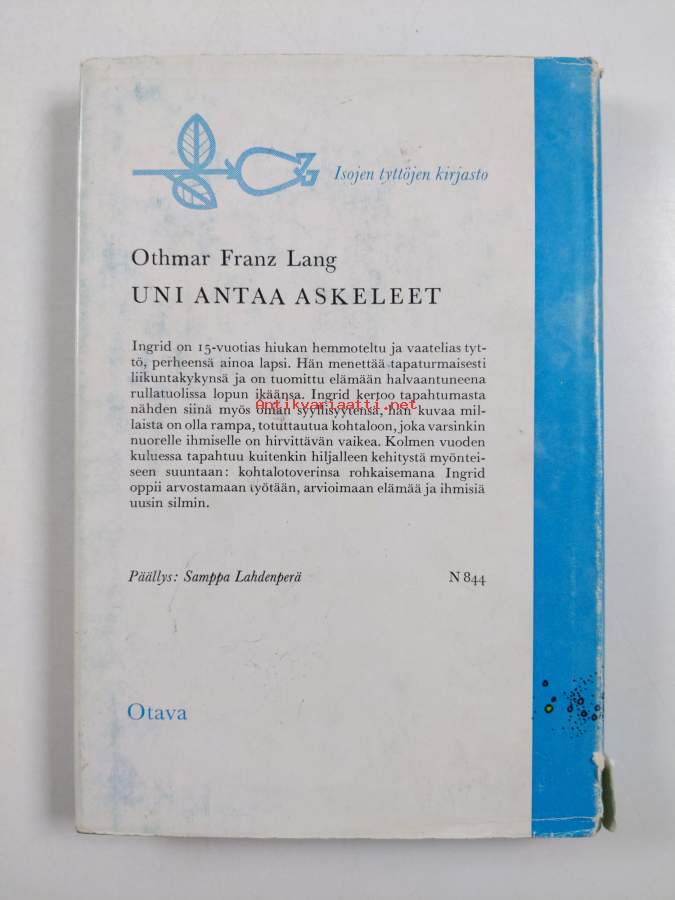 Isojen tyttöjen kirjasto
Othmar Franz Lang
UNI ANTAA ASKELEET
Ingrid on 15-vuotias hiukan hemmoteltu ja vaatelias tyt-
tö, perheensä ainoa lapsi. Hän menettää tapaturmaisesti
liikuntakykynsä ja on tuomittu elämään halvaantuneena
rullatuolissa lopun ikäänsä. Ingrid kertoo tapahtumasta
Antikvariaatti.net
nähden siinä myös oman syyllisyytensä, hän kuvaa mil-
laista on olla rampa, totuttautua kohtaloon, joka varsinkin
nuorelle ihmiselle on hirvittävän vaikea. Kolmen vuoden
kuluessa tapahtuu kuitenkin hiljalleen kehitystä myöntei-
seen suuntaan: kohtalotoverinsa rohkaisemana Ingrid
oppii arvostamaan työtään, arvioimaan elämää ja ihmisiä
uusin silmin.
Päällys: Samppa Lahdenperä N 844
Otava